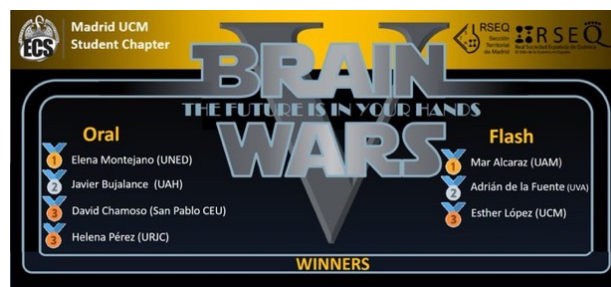 ECS
Madrid UCM
Student Chapter
RSEQ
Sección
Territorial
de Madrid
RSEQ
Real Sociedad Española de Química
V
BRAIN
THE FUTURE IS IN YOUR HANDS
WARS
Oral
1 Elena Montejano (UNED)
2 Javier Bujalance (UAH)
3 David Chamoso (San Pablo CEU)
3 Helena Pérez (URJC)
Flash
1 Mar Alcaraz (UAM)
2 Adrián de la Fuente (UVA)
3 Esther López (UCM)
WINNERS